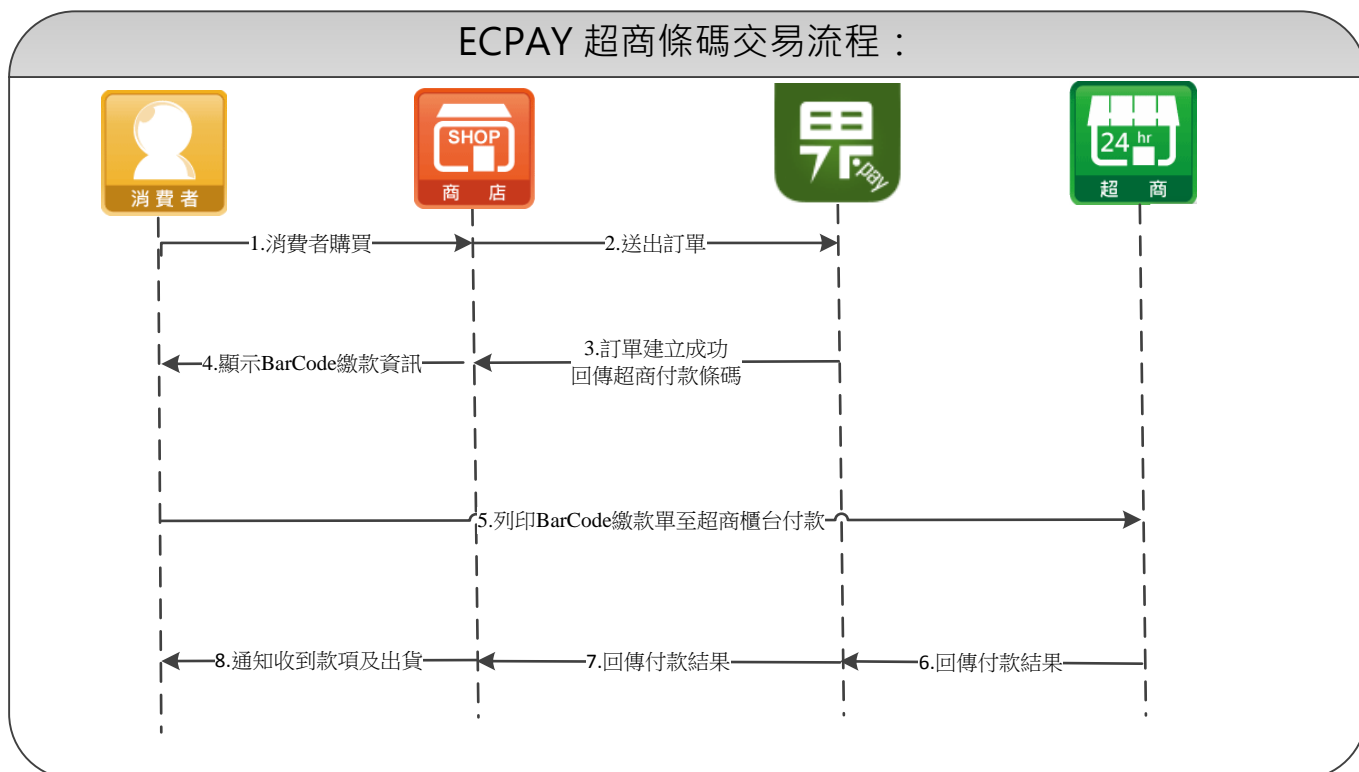 ECPAY 超商條碼交易流程：
消費者
SHOP
商 店
pay
24 hr
超 商
1.消費者購買
2.送出訂單
4.顯示BarCode繳款資訊
3.訂單建立成功
回傳超商付款條碼
5.列印BarCode繳款單至超商櫃台付款
8.通知收到款項及出貨
7.回傳付款結果
6.回傳付款結果